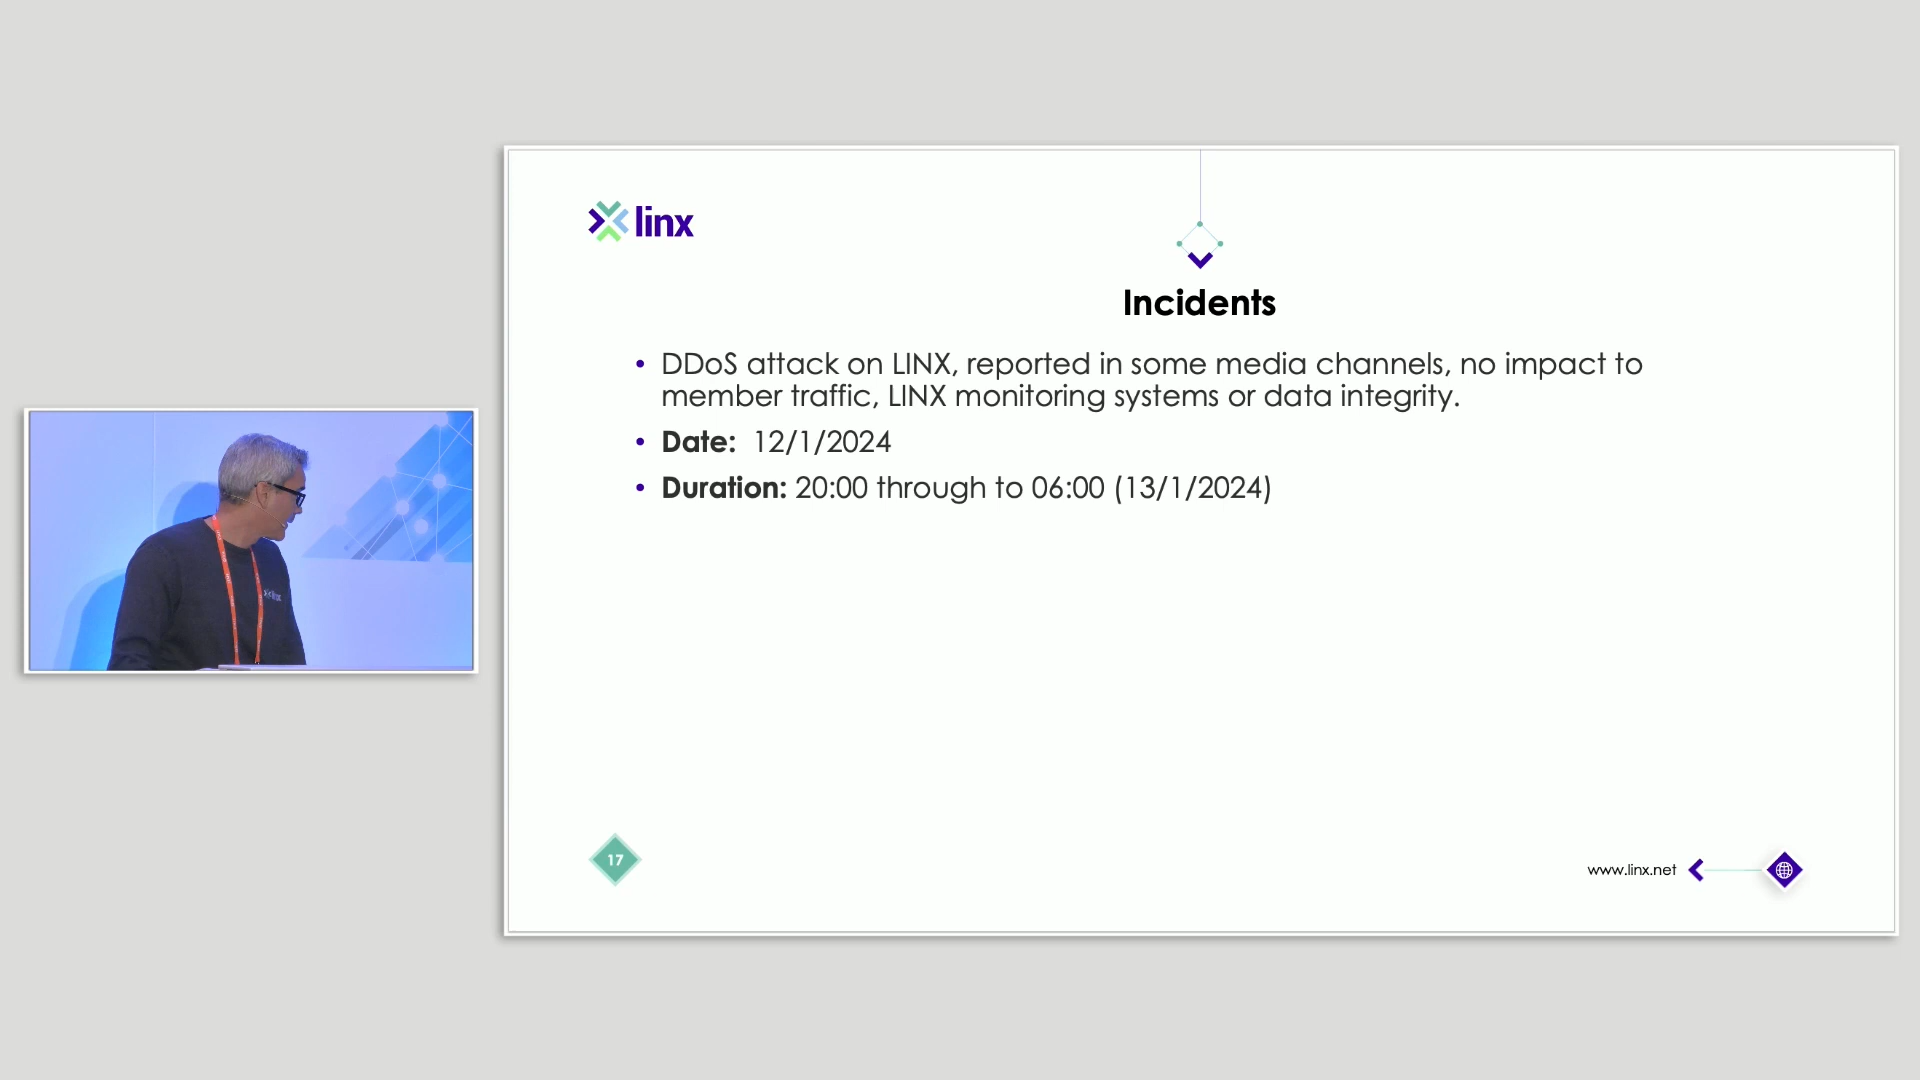 linx
Incidents
• DDoS attack on LINX, reported in some media channels, no impact to
member traffic, LINX monitoring systems or data integrity.
• Date: 12/1/2024
• Duration: 20:00 through to 06:00 (13/1/2024)
linx
17
www.linx.net